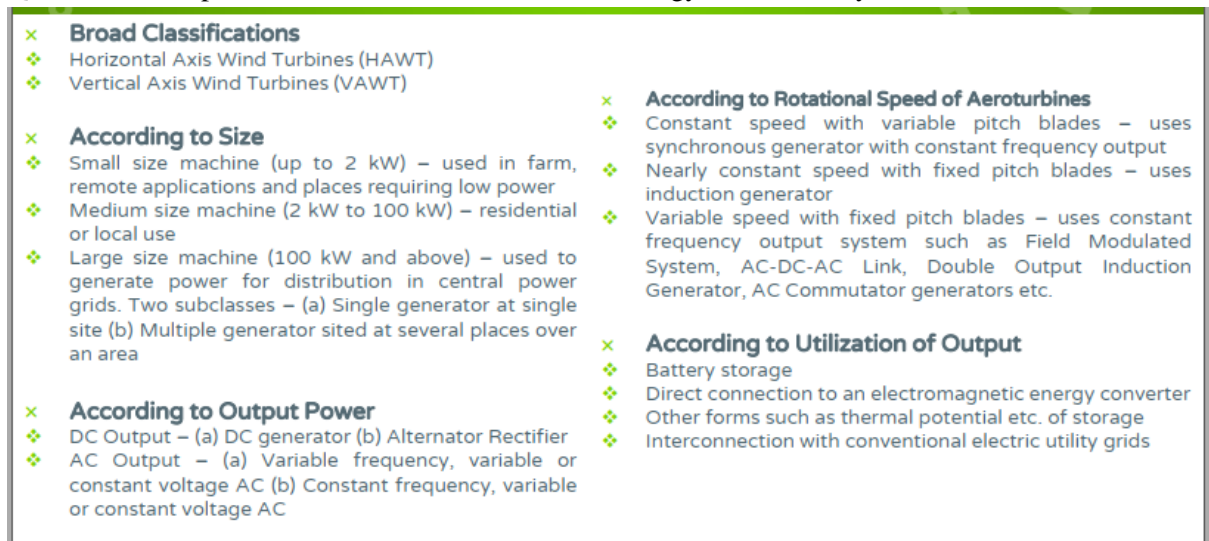 Broad Classifications
Horizontal Axis Wind Turbines (HAWT)
Vertical Axis Wind Turbines (VAWT)
According to Size
Small size machine (up to 2 kW) – used in farm,
remote applications and places requiring low power
Medium size machine (2 kW to 100 kW) – residential
or local use
Large size machine (100 kW and above) – used to
generate power for distribution in central power
grids. Two subclasses – (a) Single generator at single
site (b) Multiple generator sited at several places over
an area
According to Output Power
DC Output – (a) DC generator (b) Alternator Rectifier
AC Output – (a) Variable frequency, variable or
constant voltage AC (b) Constant frequency, variable
or constant voltage AC
According to Rotational Speed of Aeroturbines
Constant speed with variable pitch blades – uses
synchronous generator with constant frequency output
Nearly constant speed with fixed pitch blades – uses
induction generator
Variable speed with fixed pitch blades – uses constant
frequency output system such as Field Modulated
System, AC-DC-AC Link, Double Output Induction
Generator, AC Commutator generators etc.
According to Utilization of Output
Battery storage
Direct connection to an electromagnetic energy converter
Other forms such as thermal potential etc. of storage
Interconnection with conventional electric utility grids